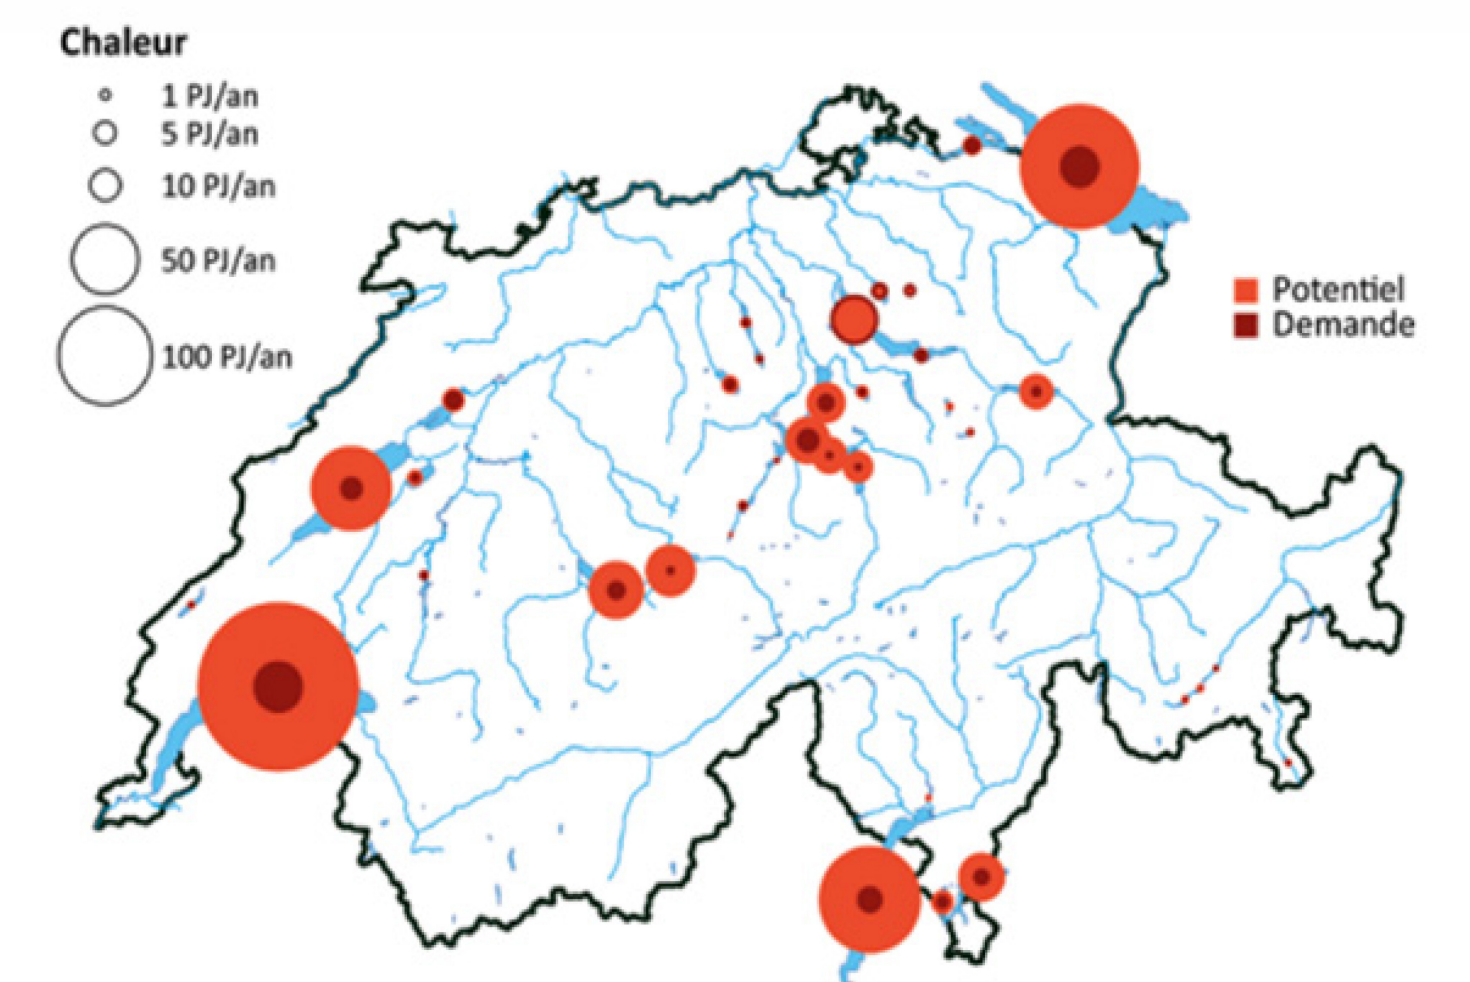 Chaleur
1 PJ/an
5 PJ/an
10 PJ/an
50 PJ/an
100 PJ/an
Potentiel
Demande